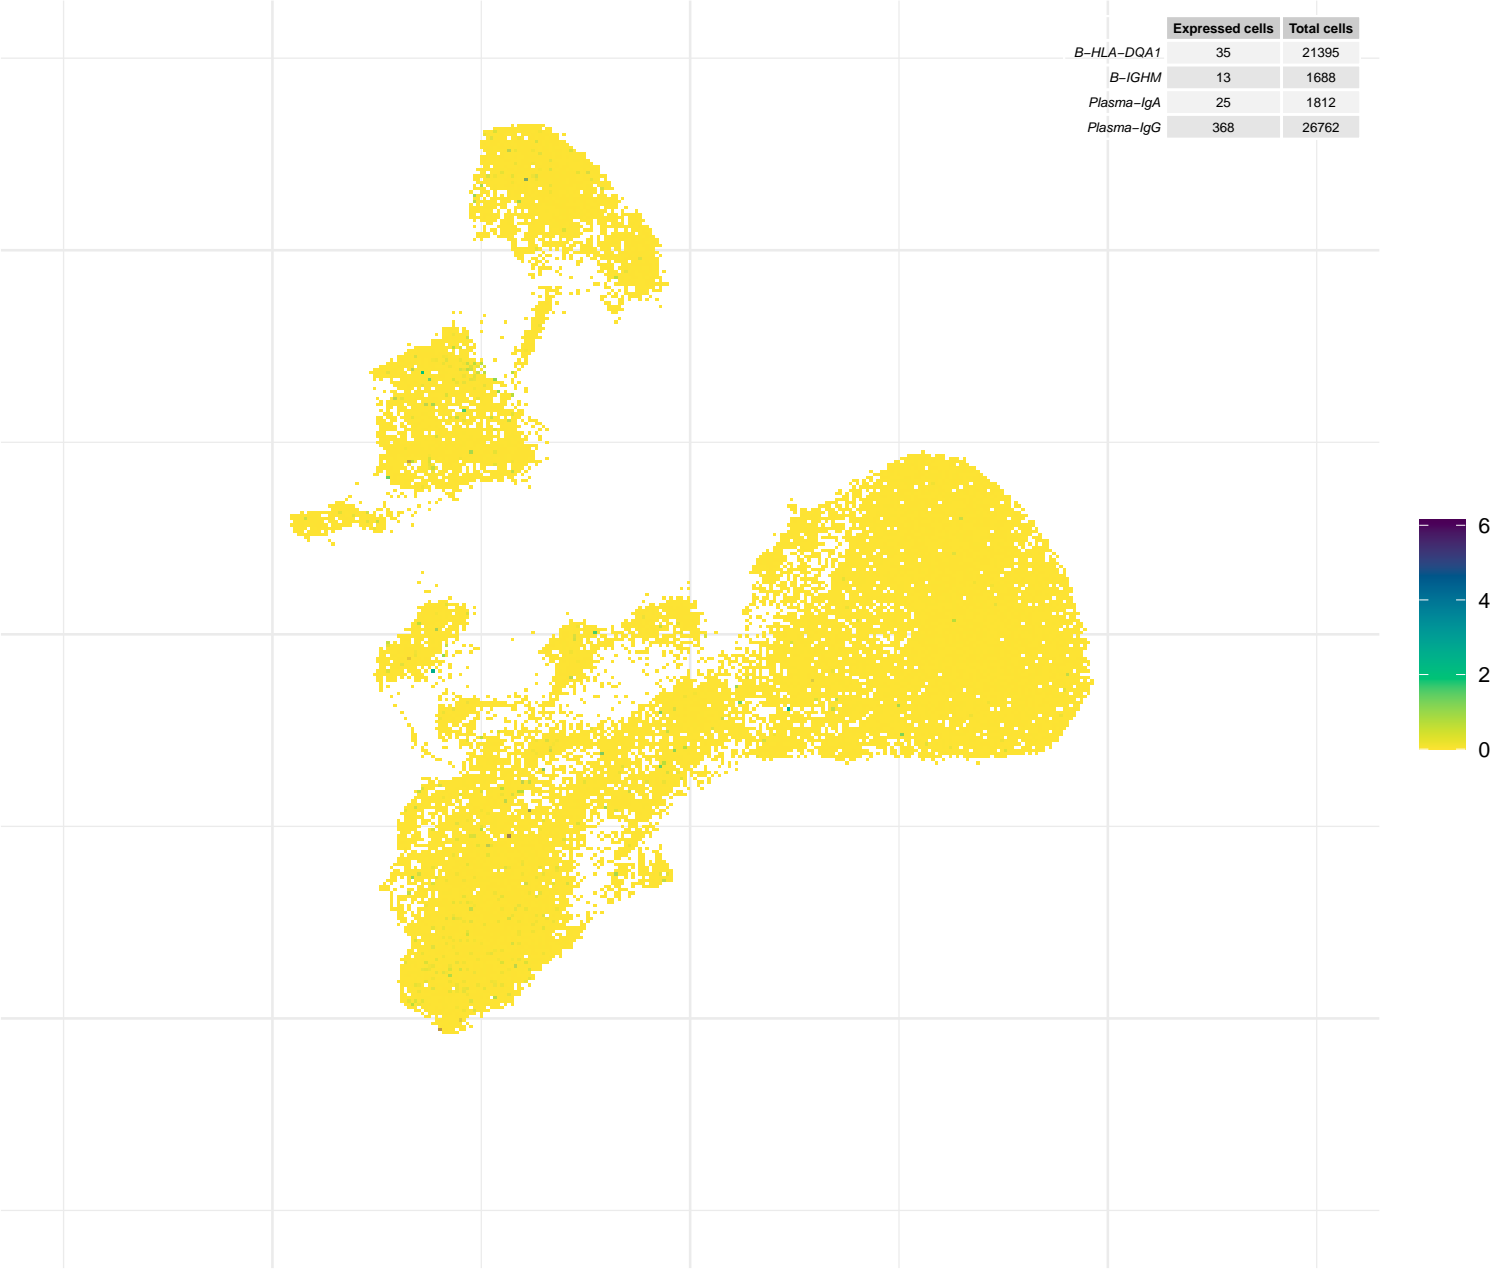 Expressed cells Total cells
B−HLA−DQA1 35 21395
B−IGHM 13 1688
Plasma−IgA 25 1812
Plasma−IgG 368 26762
6
4
2
0